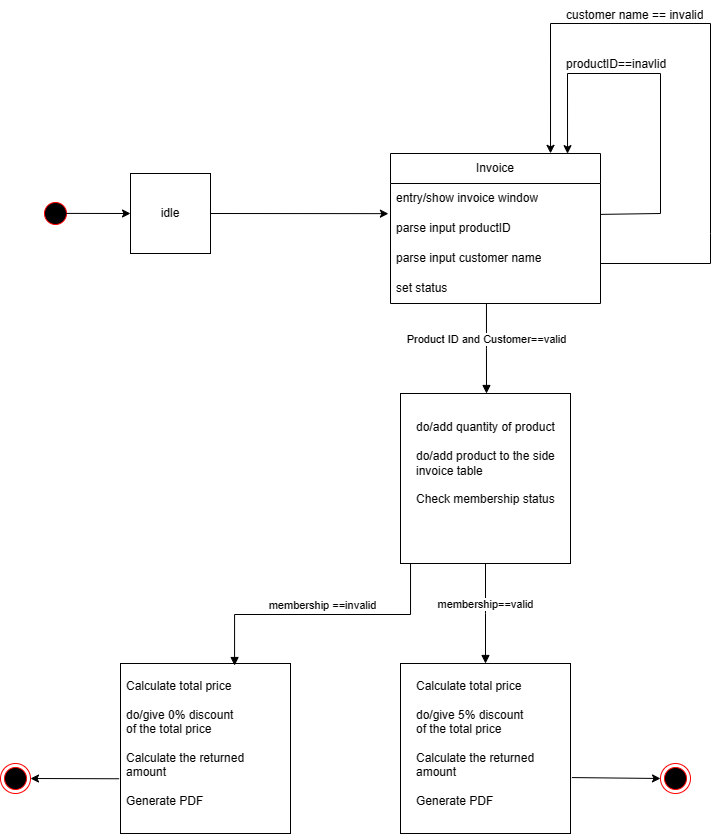 customer name == invalid
productID==inavlid
Invoice
idle
entry/show invoice window
parse input productID
parse input customer name
set status
Product ID and Customer==valid
do/add quantity of product
do/add product to the side
invoice table
Check membership status
membership ==invalid
membership==valid
Calculate total price
do/give 0% discount
of the total price
Calculate the returned
amount
Generate PDF
Calculate total price
do/give 5% discount
of the total price
Calculate the returned
amount
Generate PDF